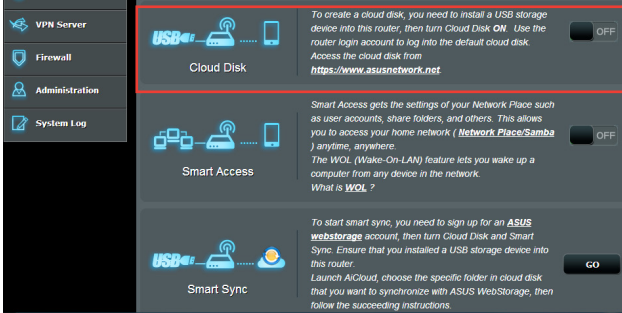 VPN Server
Firewall
Administration
System Log
USB
Cloud Disk
To create a cloud disk, you need to install a USB storage
device into this router, then turn Cloud Disk ON. Use the
router login account to log into the default cloud disk.
Access the cloud disk from
https://www.asusnetwork.net.
OFF
Smart Access
Smart Access gets the settings of your Network Place such
as user accounts, share folders, and others. This allows
you to access your home network ( Network Place/Samba
) anytime, anywhere.
The WOL (Wake-On-LAN) feature lets you wake up a
computer from any device in the network.
What is WOL ?
OFF
USB
Smart Sync
To start smart sync, you need to sign up for an ASUS
webstorage account, then turn Cloud Disk and Smart
Sync. Ensure that you installed a USB storage device into
this router.
Launch AiCloud, choose the specific folder in cloud disk
that you want to synchronize with ASUS WebStorage, then
follow the succeeding instructions.
GO